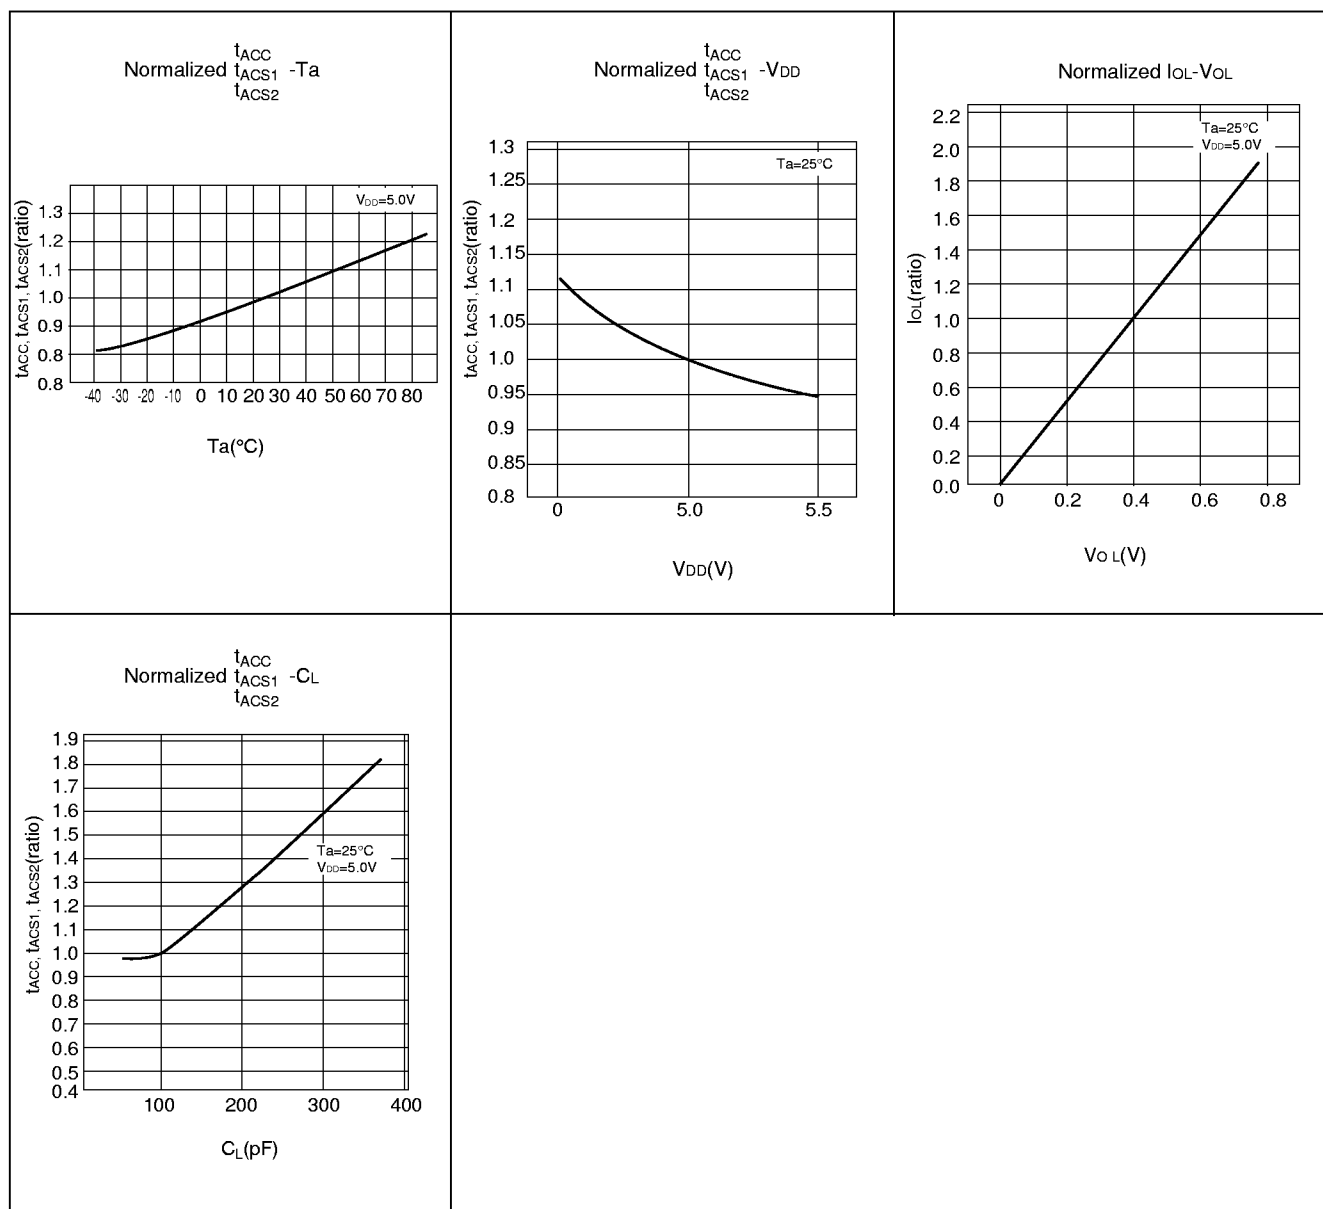 Normalized tACC tACS1 tACS2 -Ta
VDD=5.0V
tACC, tACS1, tACS2(ratio)
1.3
1.2
1.1
1.0
0.9
0.8
0.8
-40 -30 -20 -10 0 10 20 30 40 50 60 70 80
Ta(°C)
Normalized tACC tACS1 tACS2 -VDD
Ta=25°C
tACC, tACS1, tACS2(ratio)
1.3
1.25
1.2
1.15
1.1
1.05
1.0
0.95
0.9
0.85
0.8
0 5.0 5.5
VDD(V)
Normalized IOL-VOL
Ta=25°C
VDD=5.0V
IOL(ratio)
2.2
2.0
1.8
1.6
1.4
1.2
1.0
0.8
0.6
0.4
0.2
0.0
0 0.2 0.4 0.6 0.8
VO L(V)
Normalized tACC tACS1 tACS2 -CL
Ta=25°C
VDD=5.0V
tACC, tACS1, tACS2(ratio)
1.9
1.8
1.7
1.6
1.5
1.4
1.3
1.2
1.1
1.0
0.9
0.8
0.7
0.6
0.5
0.4
100 200 300 400
CL(pF)